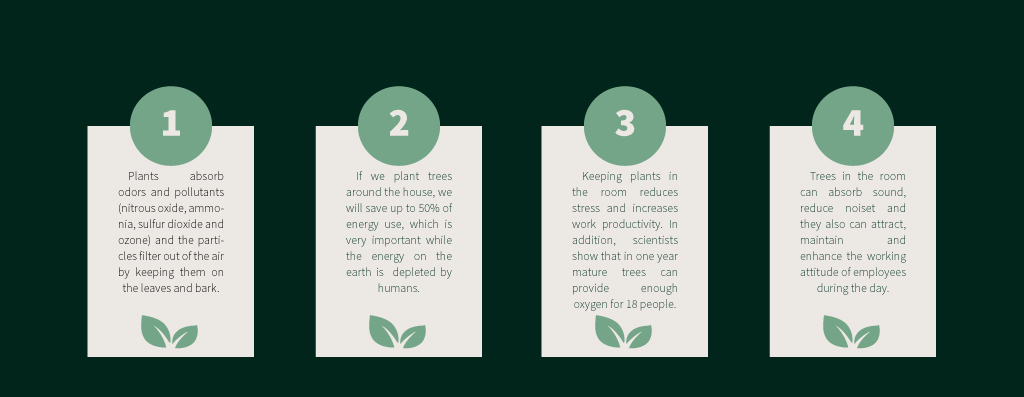 1
Plants absorb
odors and pollutants
(nitrous oxide, ammo-
nia, sulfur dioxide and
ozone) and the parti-
cles filter out of the air
by keeping them on
the leaves and bark.
2
If we plant trees
around the house, we
will save up to 50% of
energy use, which is
very important while
the energy on the
earth is depleted by
humans.
3
Keeping plants in
the room reduces
stress and increases
work productivity. In
addition, scientists
show that in one year
mature trees can
provide enough
oxygen for 18 people.
4
Trees in the room
can absorb sound,
reduce noiset and
they also can attract,
maintain and
enhance the working
attitude of employees
during the day.